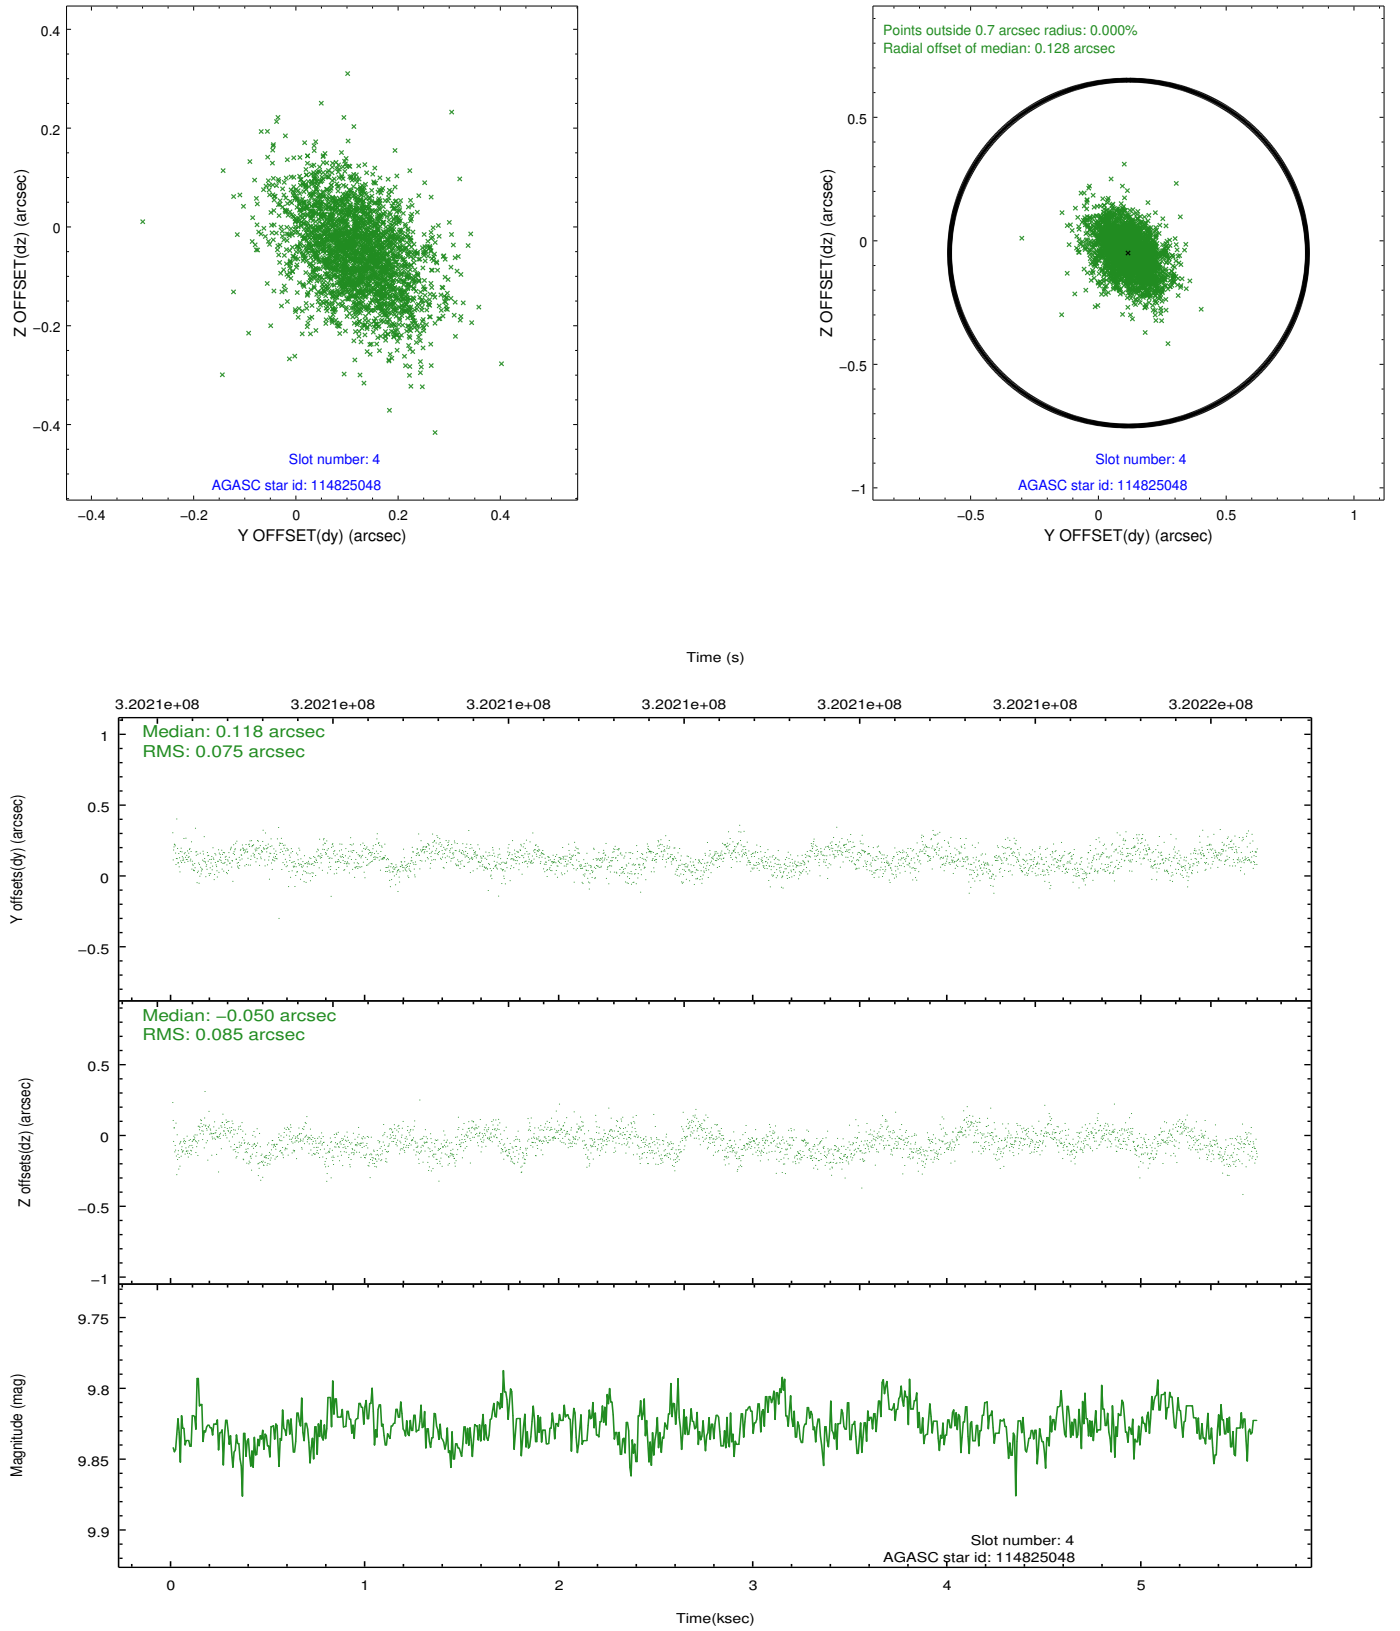 0.4
0.2
0
−0.2
−0.4
Z OFFSET(dz) (arcsec)
Slot number: 4
AGASC star id: 114825048
−0.4 −0.2 0 0.2 0.4
Y OFFSET(dy) (arcsec)
Points outside 0.7 arcsec radius: 0.000%
Radial offset of median: 0.128 arcsec
0.5
0
−0.5
−1
Z OFFSET(dz) (arcsec)
Slot number: 4
AGASC star id: 114825048
−0.5 0 0.5 1
Y OFFSET(dy) (arcsec)
Time (s)
3.2021e+08 3.2021e+08 3.2021e+08 3.2021e+08 3.2021e+08 3.2021e+08 3.2022e+08
Median: 0.118 arcsec
RMS: 0.075 arcsec
1
0.5
0
−0.5
Y offsets(dy) (arcsec)
Median: −0.050 arcsec
RMS: 0.085 arcsec
0.5
0
−0.5
−1
Z offsets(dz) (arcsec)
9.75
9.8
9.85
9.9
Magnitude (mag)
Slot number: 4
AGASC star id: 114825048
0 1 2 3 4 5
Time(ksec)